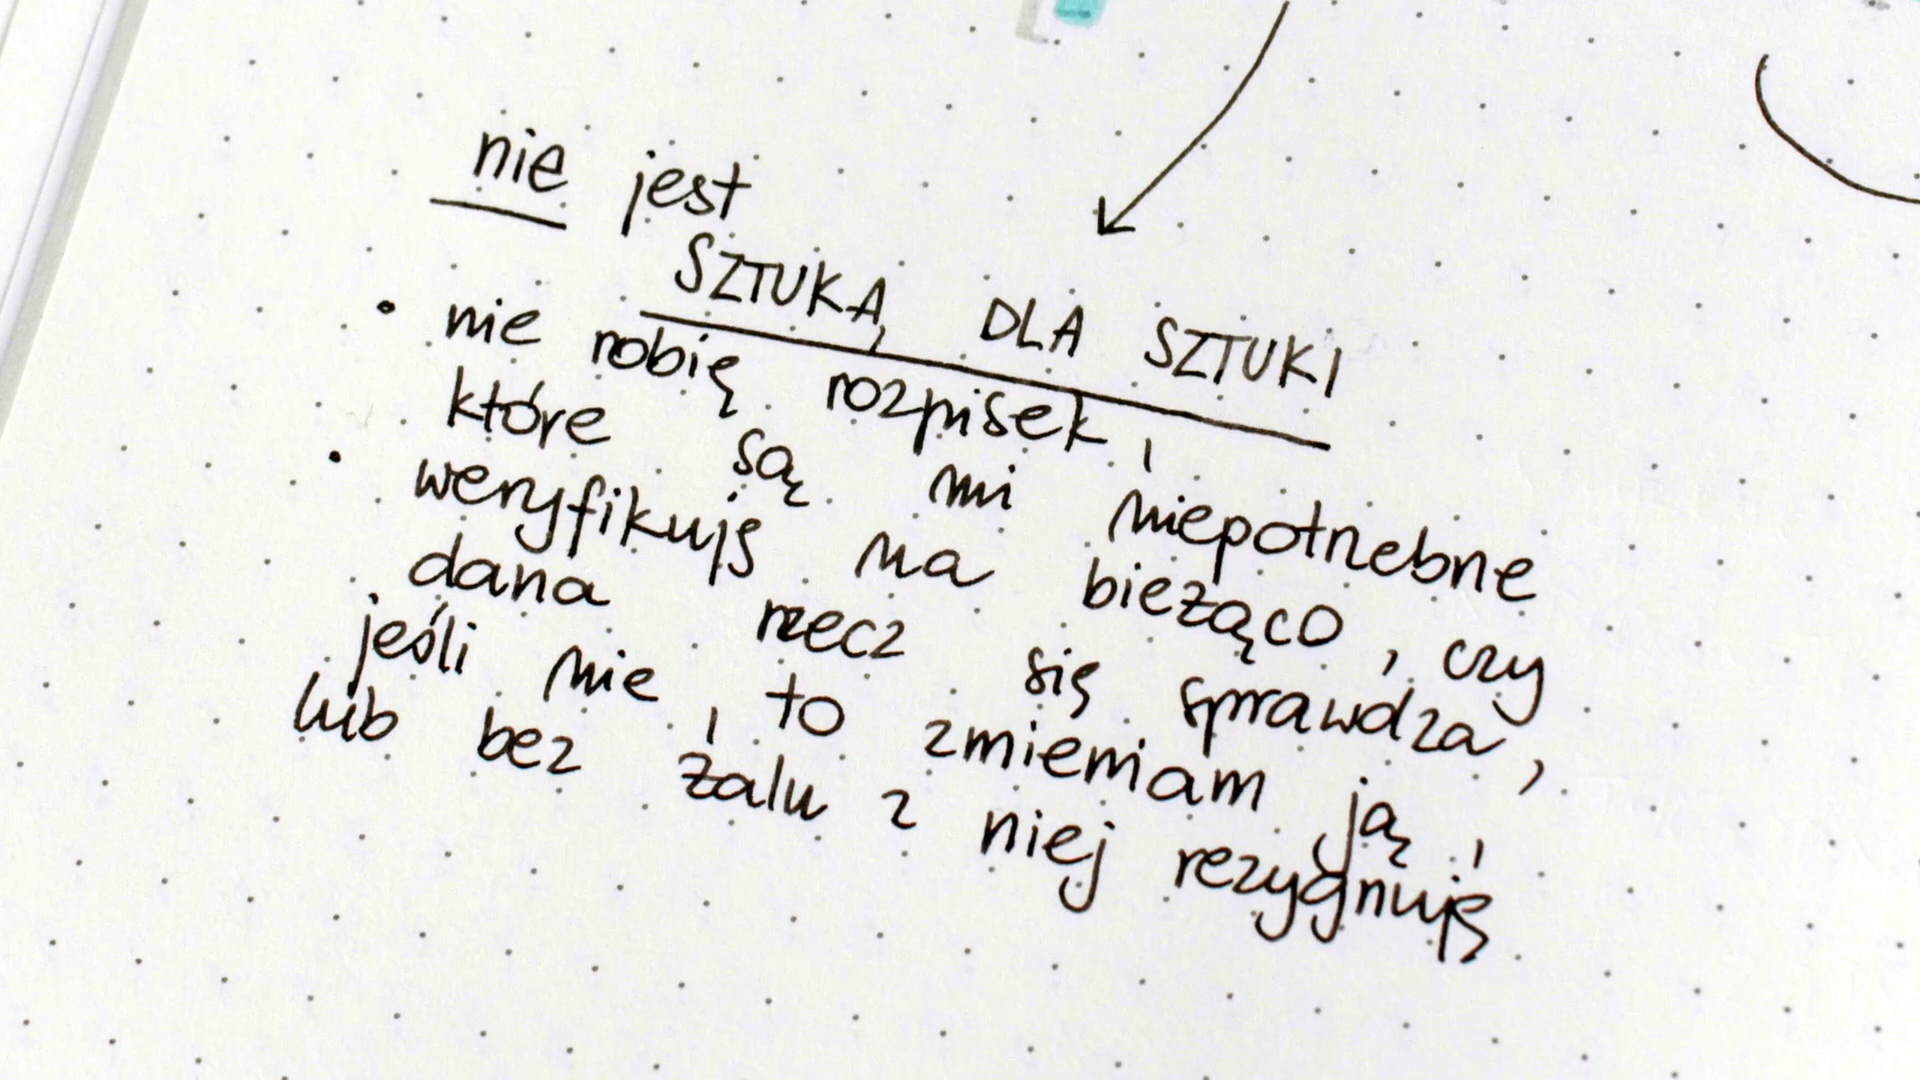 nie jest
SZTUKĄ DLA SZTUKI
• nie robię rozpisek,
które są mi niepotrzebne
• weryfikuję na bieżąco, czy
dana rzecz się sprawdza,
jeśli nie, to zmieniam ją,
lub bez żalu z niej rezygnuję